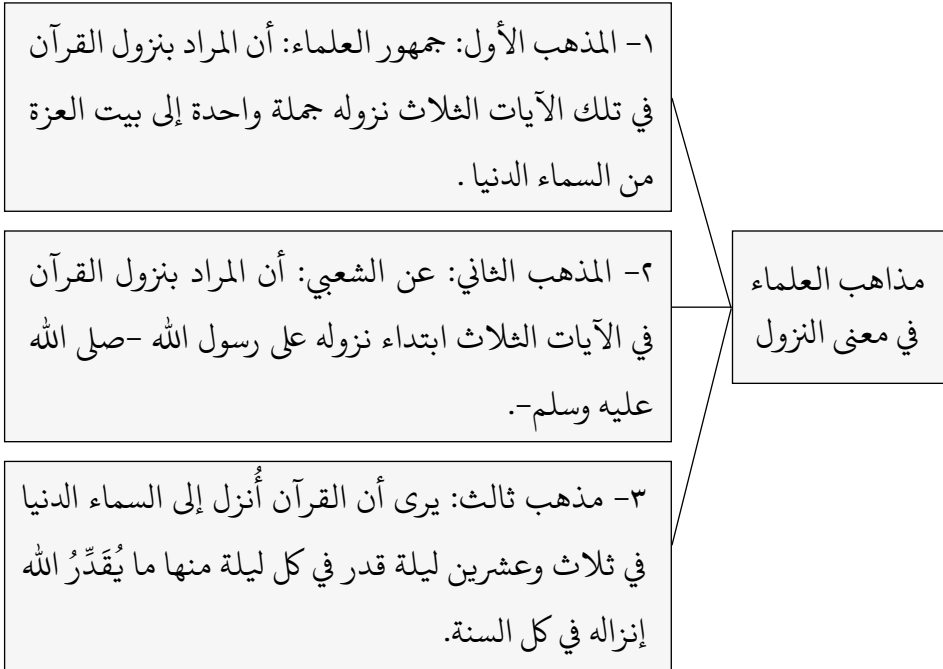 مذاهب العلماء
في معنى النزول
١- المذهب الأول: جمهور العلماء: أن المراد بنزول القرآن
في تلك الآيات الثلاث نزوله جملة واحدة إلى بيت العزة
من السماء الدنيا .
٢- المذهب الثاني: عن الشعبي: أن المراد بنزول القرآن
في الآيات الثلاث ابتداء نزوله على رسول الله -صلى الله
عليه وسلم-.
٣- مذهب ثالث: يرى أن القرآن أُنزل إلى السماء الدنيا
في ثلاث وعشرين ليلة قدر في كل ليلة منها ما يُقَدِّرُ الله
إنزاله في كل السنة.